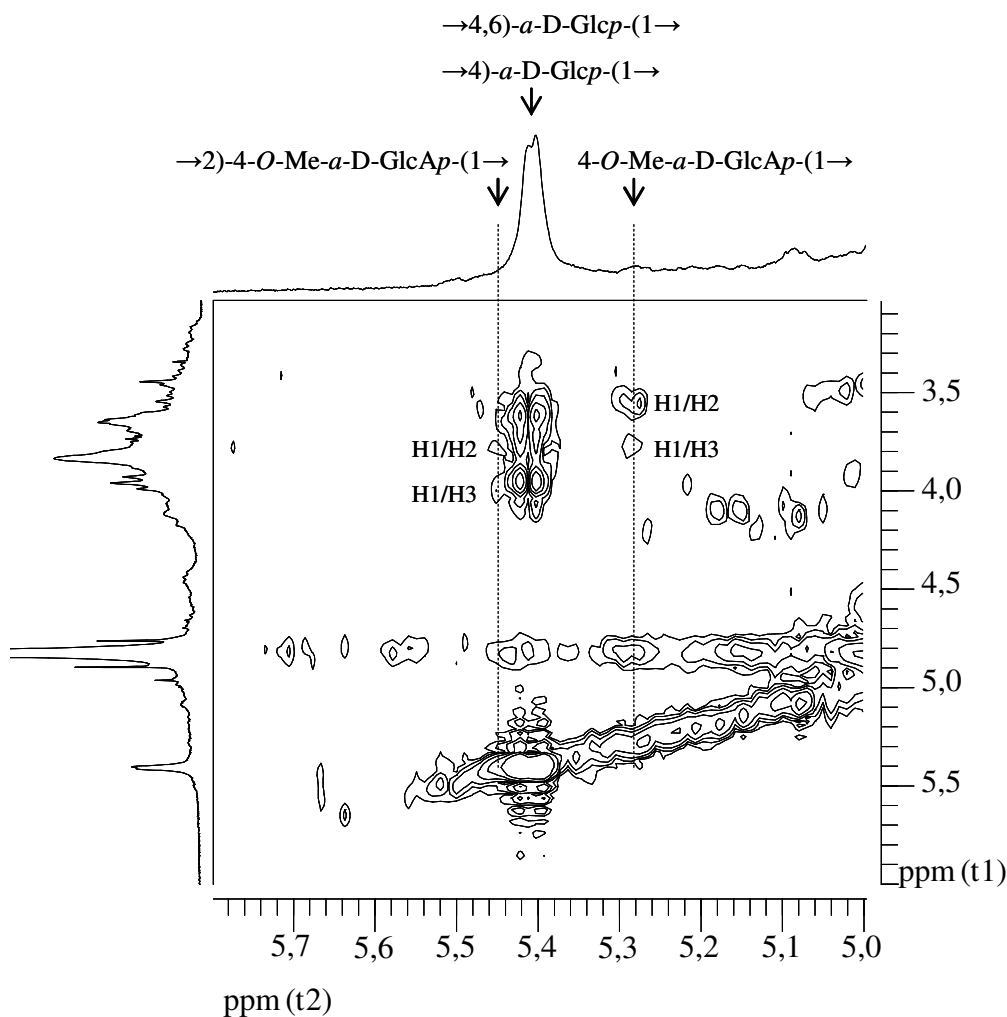 →4,6)-a-D-Glcp-(1→
→4)-a-D-Glcp-(1→
→2)-4-O-Me-a-D-GlcAp-(1→ 4-O-Me-a-D-GlcAp-(1→
3,5
H1/H2
H1/H2
H1/H3
H1/H3
4,0
4,5
5,0
5,5
ppm (t1)
5,7 5,6 5,5 5,4 5,3 5,2 5,1 5,0
ppm (t2)